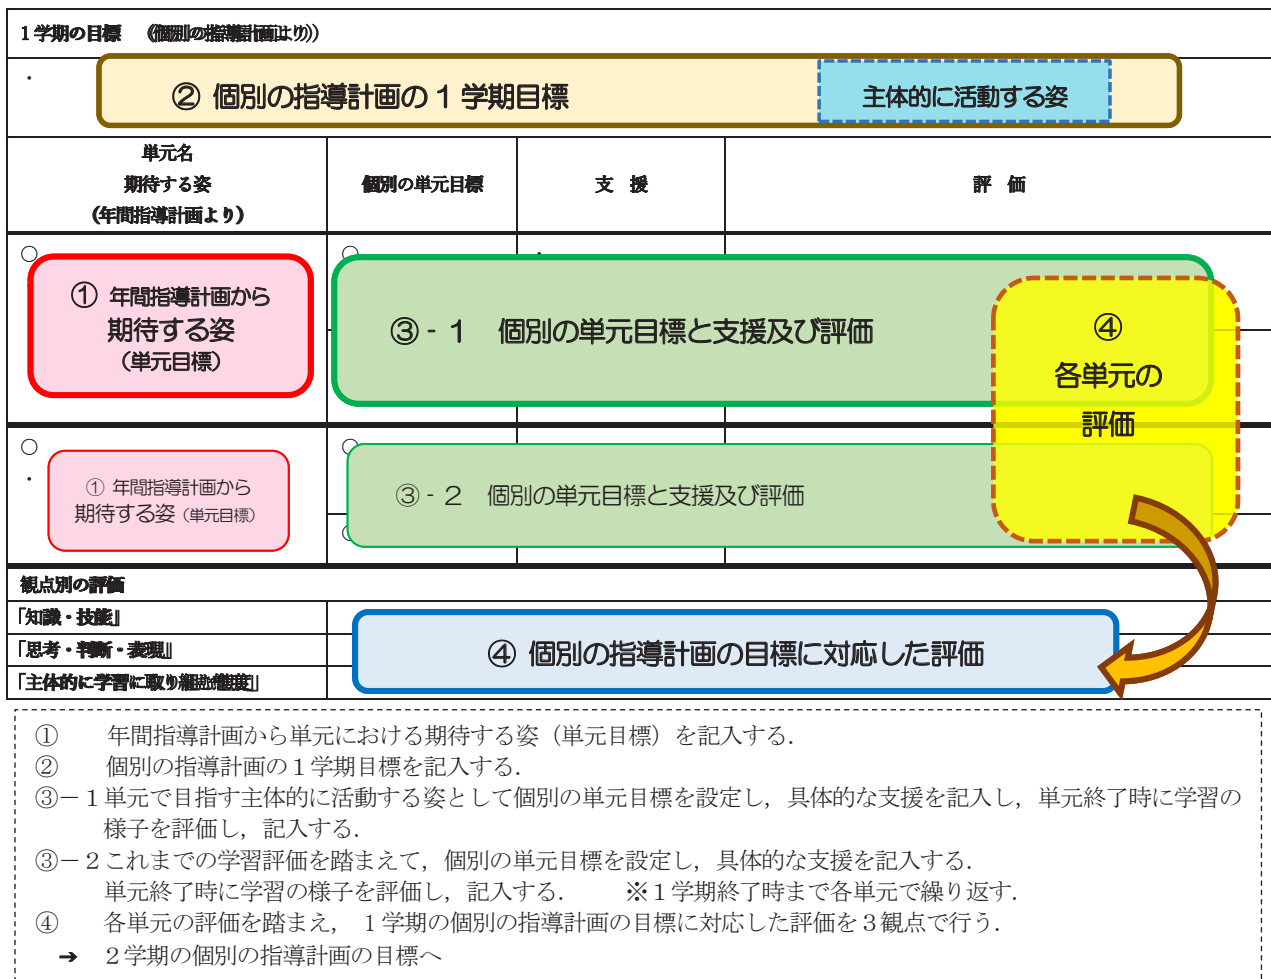 1学期の目標 (個別の指導計画より)
・
② 個別の指導計画の1学期目標
主体的に活動する姿
単元名
期待する姿
(年間指導計画より)
個別の単元目標
支 援
評 価
○
① 年間指導計画から
期待する姿
(単元目標)
○
・
③‐1 個別の単元目標と支援及び評価
④
各単元の
評価
○
・
① 年間指導計画から
期待する姿(単元目標)
○
○
③‐2 個別の単元目標と支援及び評価
観点別の評価
「知識・技能」
「思考・判断・表現」
「主体的に学習に取り組む態度」
④ 個別の指導計画の目標に対応した評価
① 年間指導計画から単元における期待する姿(単元目標)を記入する.
② 個別の指導計画の1学期目標を記入する.
③-1単元で目指す主体的に活動する姿として個別の単元目標を設定し,具体的な支援を記入し,単元終了時に学習の
様子を評価し,記入する.
③-2これまでの学習評価を踏まえて,個別の単元目標を設定し,具体的な支援を記入する.
単元終了時に学習の様子を評価し,記入する. ※1学期終了時まで各単元で繰り返す.
④ 各単元の評価を踏まえ, 1学期の個別の指導計画の目標に対応した評価を3観点で行う.
➔ 2学期の個別の指導計画の目標へ